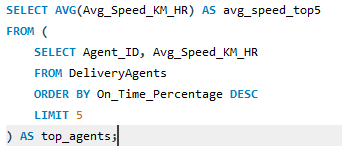 SELECT AVG(Avg_Speed_KM_HR) AS avg_speed_top5
FROM (
    SELECT Agent_ID, Avg_Speed_KM_HR
    FROM DeliveryAgents
    ORDER BY On_Time_Percentage DESC
    LIMIT 5
) AS top_agents;